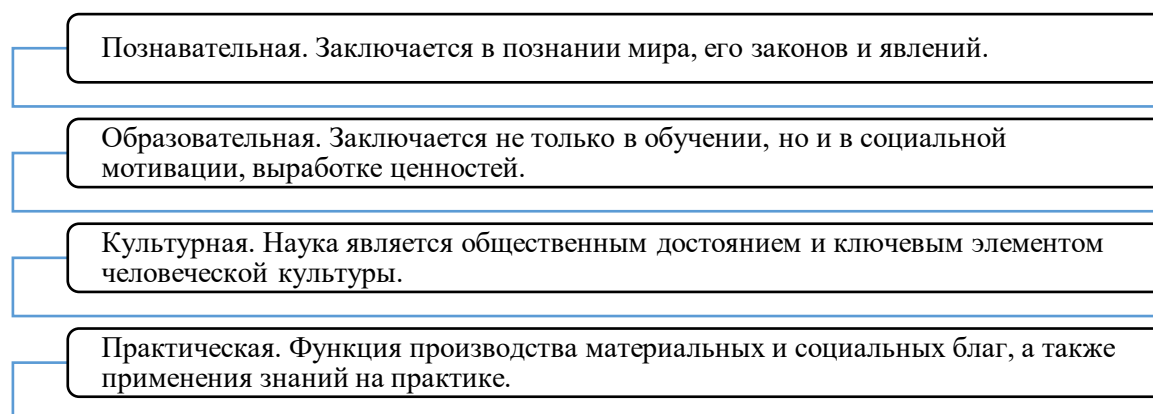 Познавательная. Заключается в познании мира, его законов и явлений.
Образовательная. Заключается не только в обучении, но и в социальной
мотивации, выработке ценностей.
Культурная. Наука является общественным достоянием и ключевым элементом
человеческой культуры.
Практическая. Функция производства материальных и социальных благ, а также
применения знаний на практике.